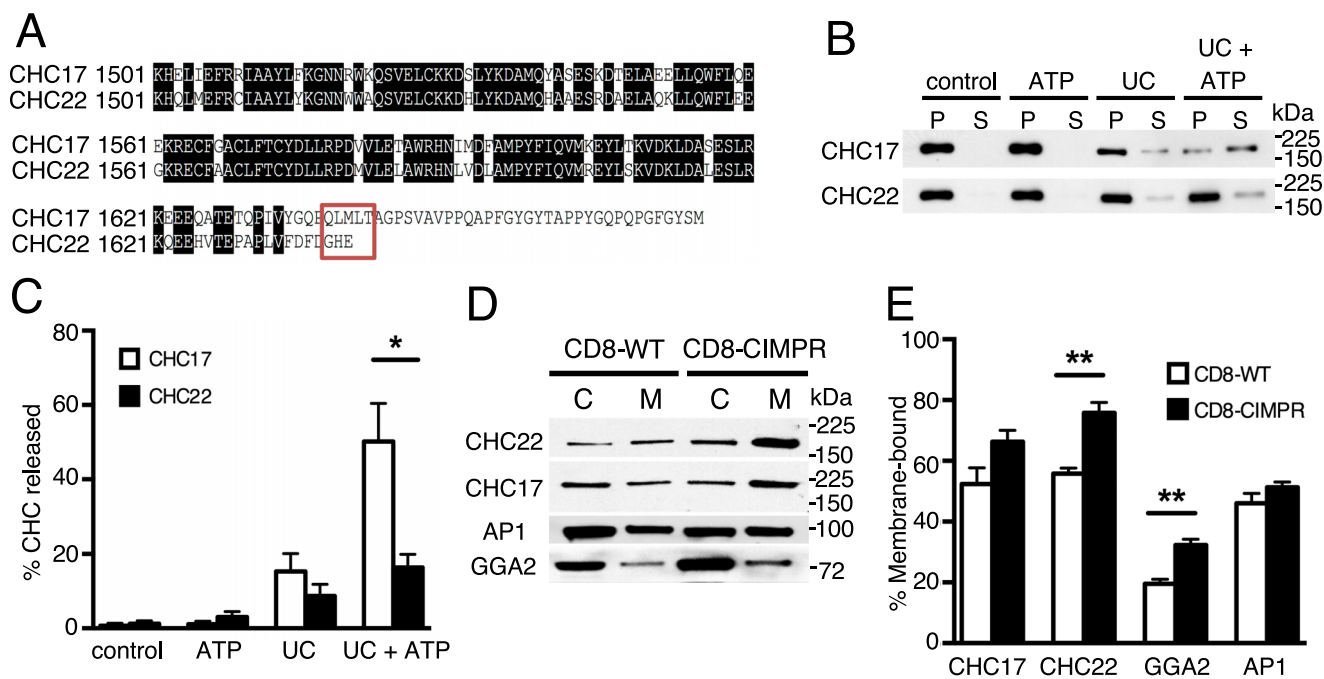 A
CHC17 1501 KHELIEFRRIAAYLFKGNNRWKQSVELCKKDSLYKDAMQYASESKDTELAEELLQWFLQE
CHC22 1501 KHQLMEFRCIAAYLYKGNNWWAQSVELCKKDHLYKDAMQHAAESRDAELAQKLLQWFLEE
CHC17 1561 EKRECFGACLFTCYDLLRPDVVLETAWRHNIMDFAMPYFIQVMKEYLTKVDKLDASESLR
CHC22 1561 GKRECFAACLFTCYDLLRPDMVLELAWRHNLVDLAMPYFIQVMREYLSKVDKLDALESLR
CHC17 1621 KEEEQATETQPIVYGQPQLMLTAGPSVAVPPQAPFGYGYTAPPYGQPQPGFGYSM
CHC22 1621 KQEEHVTEPAPLVFDFDGHE
B
control ATP UC UC + ATP
P S P S P S P S kDa
CHC17 -225
-150
CHC22 -225
-150
C
% CHC released
80
60
40
20
0
CHC17
CHC22
*
control ATP UC UC + ATP
D
CD8-WT CD8-CIMPR
C M C M kDa
CHC22 -225
-150
CHC17 -225
-150
AP1 -100
GGA2 -72
E
% Membrane-bound
100
80
60
40
20
0
CD8-WT
CD8-CIMPR
**
**
CHC17 CHC22 GGA2 AP1